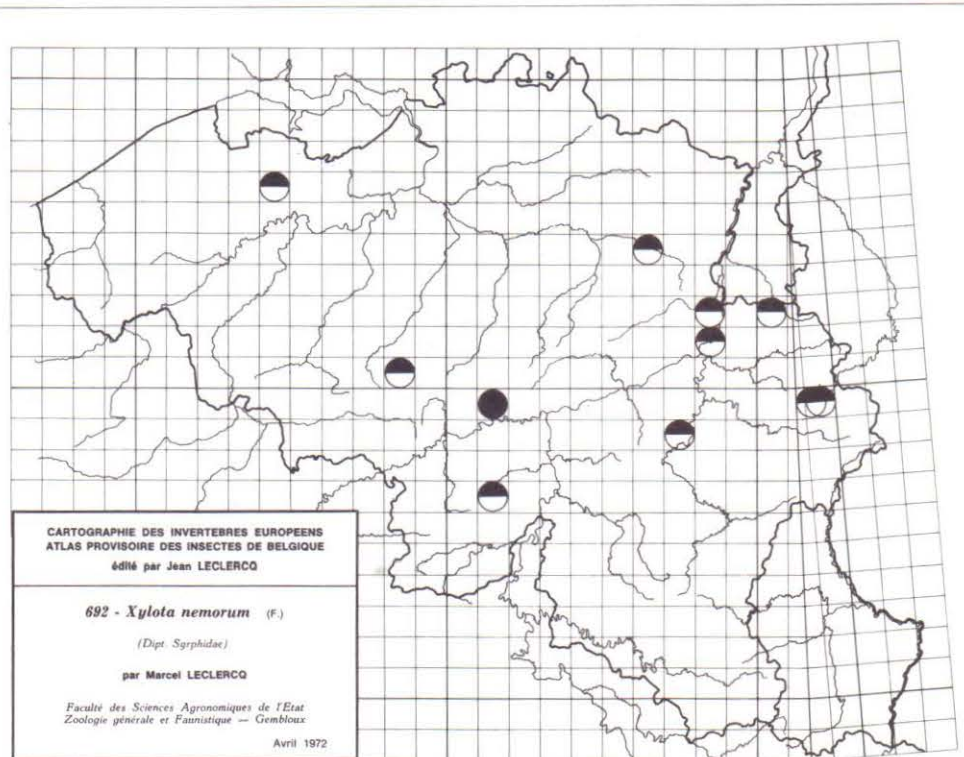 CARTOGRAPHIE DES INVERTEBRES EUROPEENS
ATLAS PROVISOIRE DES INSECTES DE BELGIQUE
édité par Jean LECLERCQ
692 - Xylota nemorum (F.)
(Dipt. Syrphidae)
par Marcel LECLERCQ
Faculté des Sciences Agronomiques de l'Etat
Zoologie générale et Faunistique — Gembloux
Avril 1972